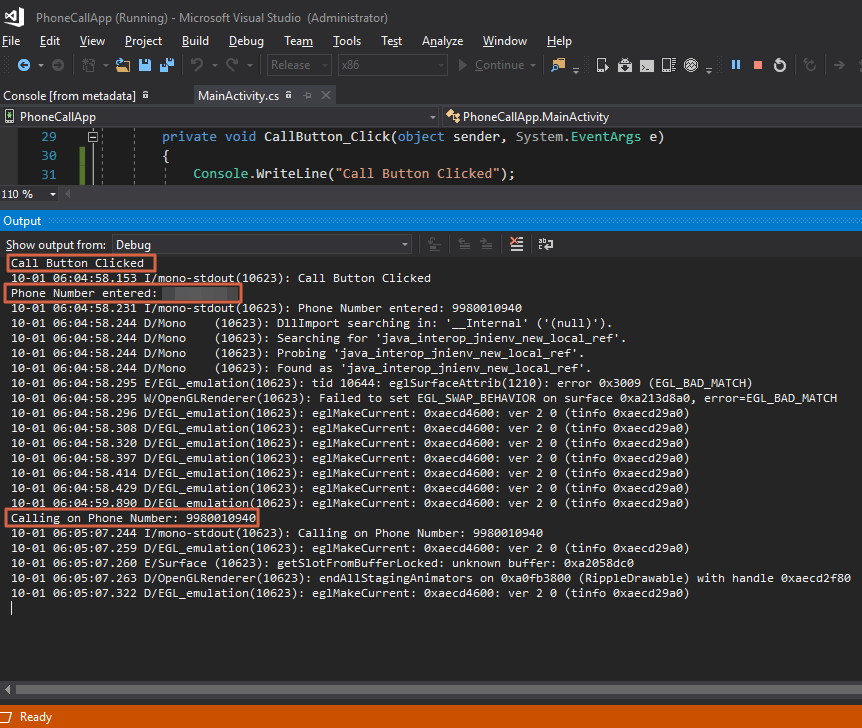 PhoneCallApp (Running) - Microsoft Visual Studio  (Administrator)
File Edit View Project Build Debug Team Tools Test Analyze Window Help
Release x86 Continue
Console [from metadata] MainActivity.cs
PhoneCallApp PhoneCallApp.MainActivity
29 private void CallButton_Click(object sender, System.EventArgs e)
30 {
31 Console.WriteLine("Call Button Clicked");
110 %
Output
Show output from: Debug
Call Button Clicked
10-01 06:04:58.153 I/mono-stdout(10623): Call Button Clicked
Phone Number entered:
10-01 06:04:58.231 I/mono-stdout(10623): Phone Number entered: 9980010940
10-01 06:04:58.244 D/Mono    (10623): DllImport searching in: '__Internal' ('(null)').
10-01 06:04:58.244 D/Mono    (10623): Searching for 'java_interop_jnienv_new_local_ref'.
10-01 06:04:58.244 D/Mono    (10623): Probing 'java_interop_jnienv_new_local_ref'.
10-01 06:04:58.244 D/Mono    (10623): Found as 'java_interop_jnienv_new_local_ref'.
10-01 06:04:58.295 E/EGL_emulation(10623): tid 10644: eglSurfaceAttrib(1210): error 0x3009 (EGL_BAD_MATCH)
10-01 06:04:58.295 W/OpenGLRenderer(10623): Failed to set EGL_SWAP_BEHAVIOR on surface 0xa213d8a0, error=EGL_BAD_MATCH
10-01 06:04:58.296 D/EGL_emulation(10623): eglMakeCurrent: 0xaecd4600: ver 2 0 (tinfo 0xaecd29a0)
10-01 06:04:58.308 D/EGL_emulation(10623): eglMakeCurrent: 0xaecd4600: ver 2 0 (tinfo 0xaecd29a0)
10-01 06:04:58.320 D/EGL_emulation(10623): eglMakeCurrent: 0xaecd4600: ver 2 0 (tinfo 0xaecd29a0)
10-01 06:04:58.397 D/EGL_emulation(10623): eglMakeCurrent: 0xaecd4600: ver 2 0 (tinfo 0xaecd29a0)
10-01 06:04:58.414 D/EGL_emulation(10623): eglMakeCurrent: 0xaecd4600: ver 2 0 (tinfo 0xaecd29a0)
10-01 06:04:58.429 D/EGL_emulation(10623): eglMakeCurrent: 0xaecd4600: ver 2 0 (tinfo 0xaecd29a0)
10-01 06:04:59.890 D/EGL_emulation(10623): eglMakeCurrent: 0xaecd4600: ver 2 0 (tinfo 0xaecd29a0)
Calling on Phone Number: 9980010940
10-01 06:05:07.244 I/mono-stdout(10623): Calling on Phone Number: 9980010940
10-01 06:05:07.259 D/EGL_emulation(10623): eglMakeCurrent: 0xaecd4600: ver 2 0 (tinfo 0xaecd29a0)
10-01 06:05:07.260 E/Surface (10623): getSlotFromBufferLocked: unknown buffer: 0xa2058dc0
10-01 06:05:07.263 D/OpenGLRenderer(10623): endAllStagingAnimators on 0xa0fb3800 (RippleDrawable) with handle 0xaecd2f80
10-01 06:05:07.322 D/EGL_emulation(10623): eglMakeCurrent: 0xaecd4600: ver 2 0 (tinfo 0xaecd29a0)
Ready